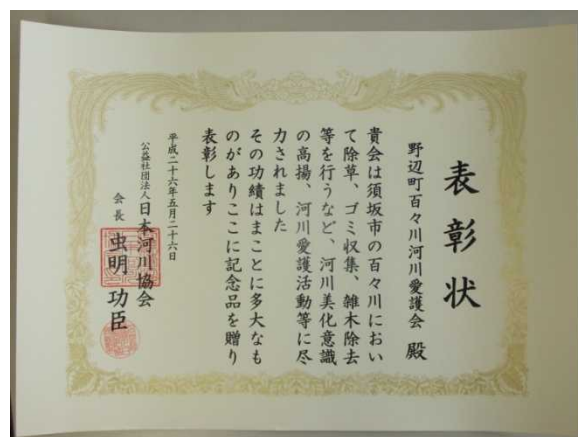 表彰状
野辺町百々川河川愛護会 殿
貴会は須坂市の百々川におい
て除草、ゴミ収集、雑木除去
等を行うなど、河川美化意識
の高揚、河川愛護活動等に尽
力されました
その功績はまことに多大なも
のがありここに記念品を贈り
表彰します
平成二十六年五月二十六日
公益社団法人日本河川協会
会長 虫明 功臣